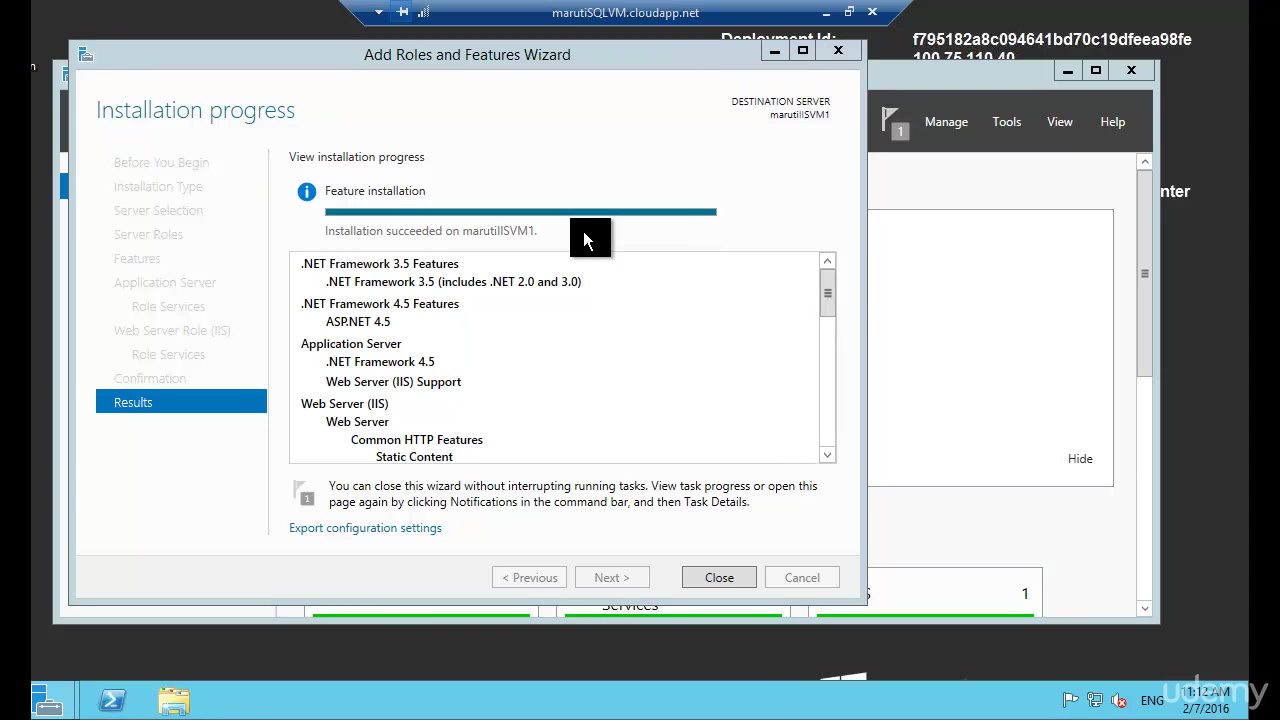 marutiSQLVM.cloudapp.net
f795182a8c094641bd70c19dfeea98fe
Add Roles and Features Wizard
Installation progress
DESTINATION SERVER
marutiIISVM1
Manage
Tools
View
Help
1
Before You Begin
Installation Type
Server Selection
Server Roles
Features
Application Server
Role Services
Web Server Role (IIS)
Role Services
Confirmation
Results
View installation progress
Feature installation
Installation succeeded on marutiIISVM1.
.NET Framework 3.5 Features
.NET Framework 3.5 (includes .NET 2.0 and 3.0)
.NET Framework 4.5 Features
ASP.NET 4.5
Application Server
.NET Framework 4.5
Web Server (IIS) Support
Web Server (IIS)
Web Server
Common HTTP Features
Static Content
1
You can close this wizard without interrupting running tasks. View task progress or open this
page again by clicking Notifications in the command bar, and then Task Details.
Export configuration settings
< Previous
Next >
Close
Cancel
nter
Hide
Services
S
1
ENG
11:12 AM
2/7/2016
udemy